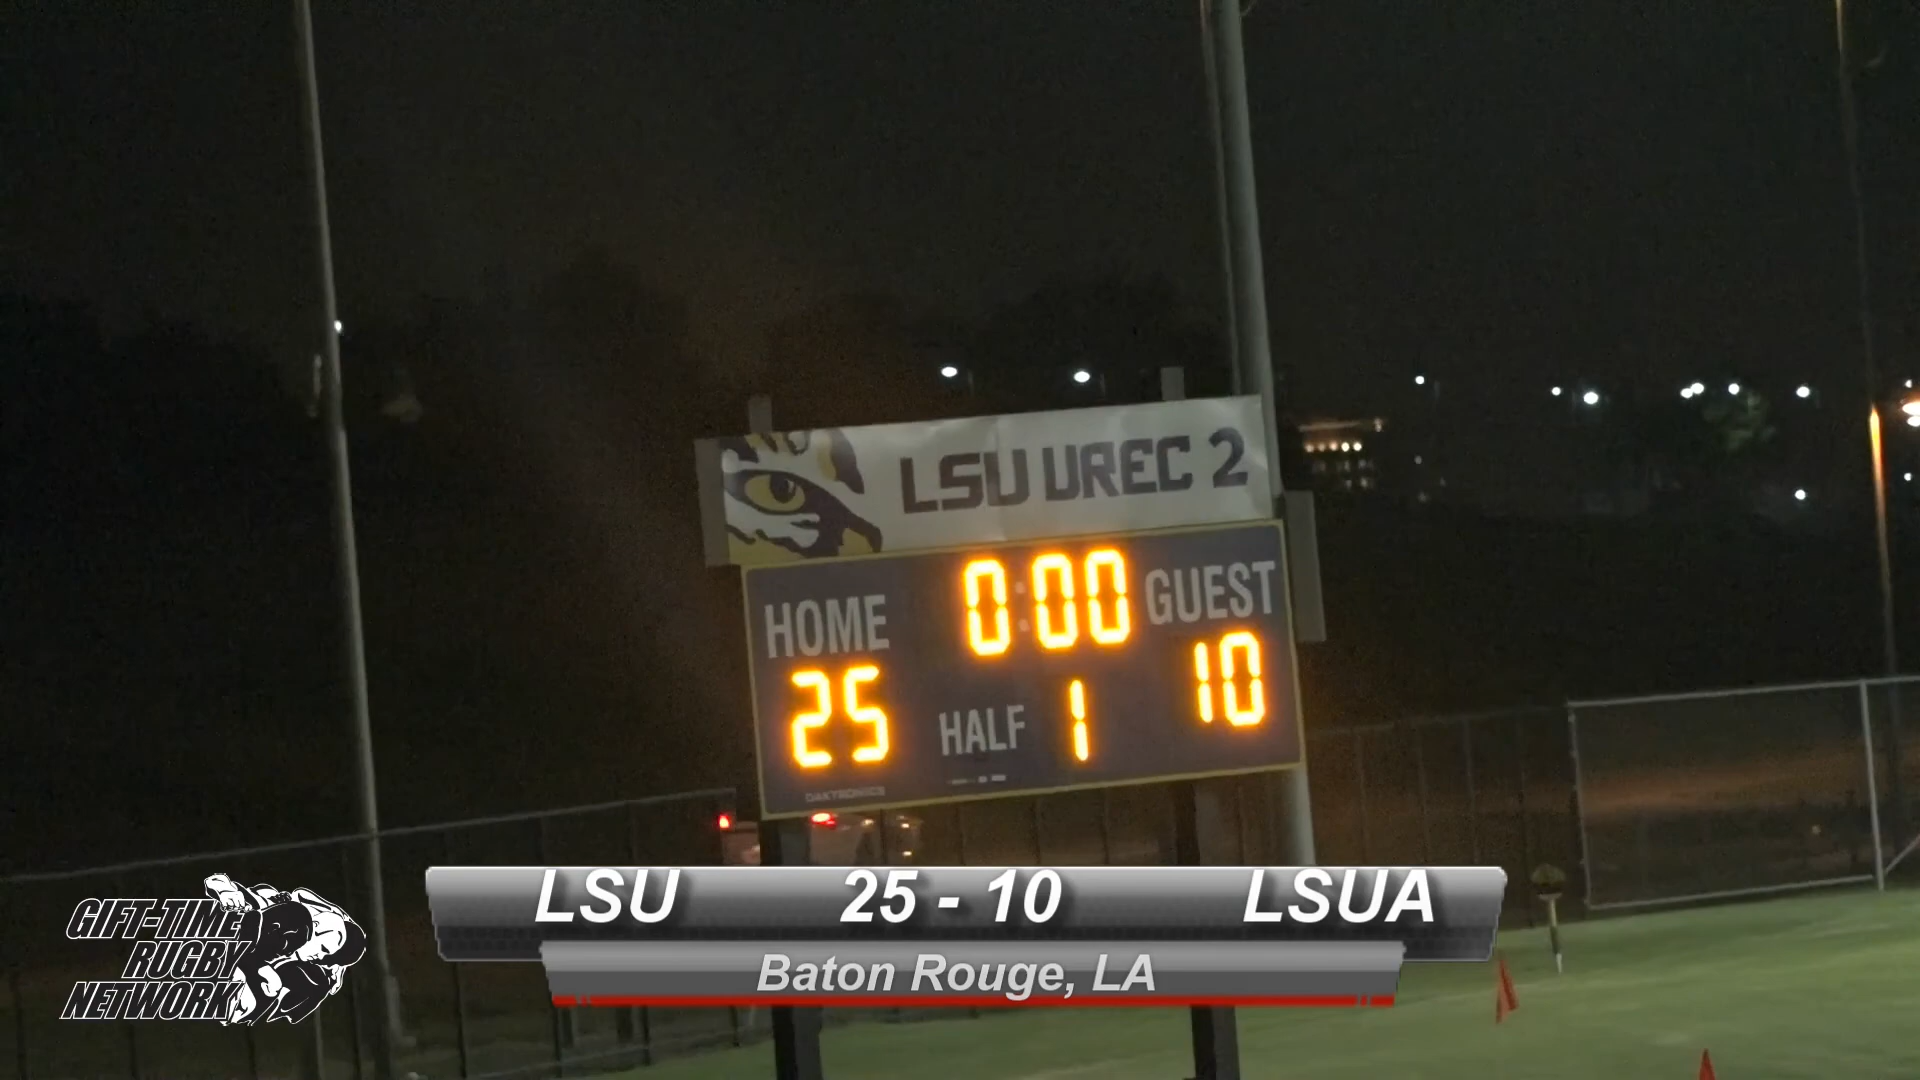 LSU UREC 2
HOME 0:00 GUEST
25 HALF 1 10
DAKTRONICS
LSU 25 - 10 LSUA
Baton Rouge, LA
GIFT-TIME
RUGBY
NETWORK